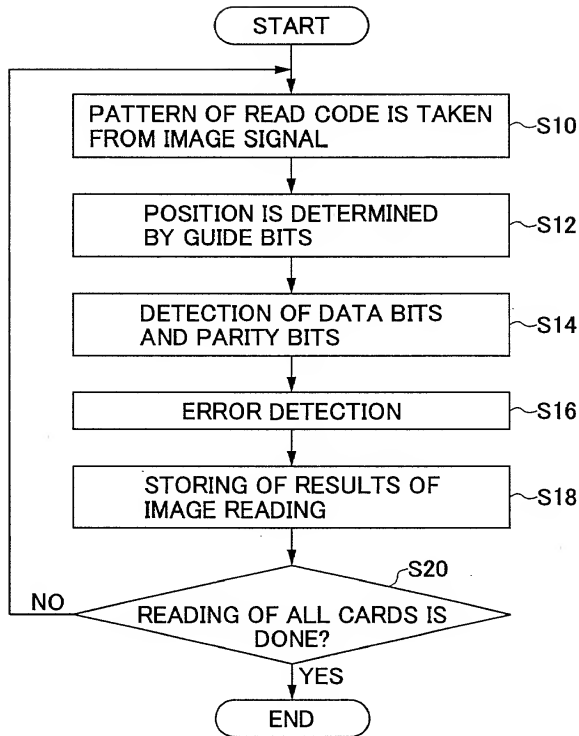 START
PATTERN OF READ CODE IS TAKEN
FROM IMAGE SIGNAL
S10
POSITION IS DETERMINED
BY GUIDE BITS
S12
DETECTION OF DATA BITS
AND PARITY BITS
S14
ERROR DETECTION
S16
STORING OF RESULTS OF
IMAGE READING
S18
S20
NO
READING OF ALL CARDS IS
DONE?
YES
END